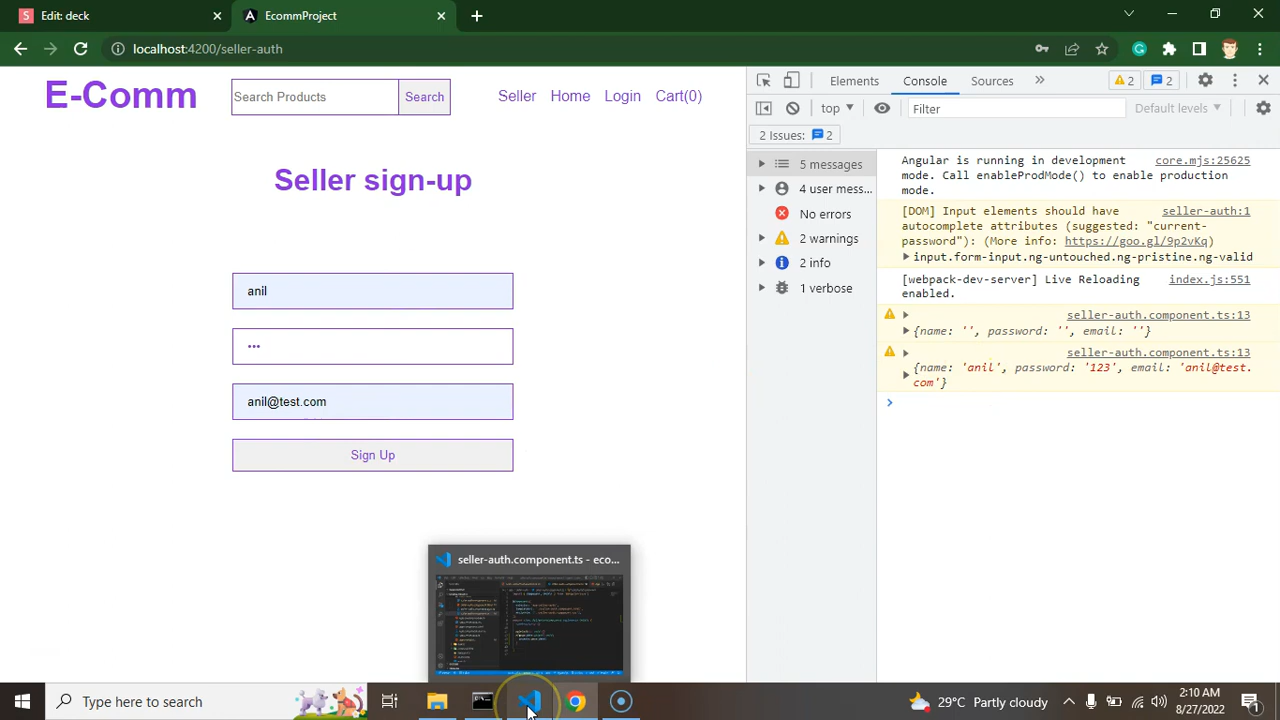 Edit: deck
EcommProject
localhost:4200/seller-auth
E-Comm
Search Products
Search
Seller
Home
Login
Cart(0)
Seller sign-up
anil
•••
anil@test.com
Sign Up
Elements
Console
Sources
2
2
top
Filter
Default levels
2 Issues:
2
5 messages
4 user mess...
No errors
2 warnings
2 info
1 verbose
Angular is running in development core.mjs:25625
mode. Call enableProdMode() to enable production
mode.
[DOM] Input elements should have seller-auth:1
autocomplete attributes (suggested: "current-
password"): (More info: https://goo.gl/9p2vKq)
input.form-input.ng-untouched.ng-pristine.ng-valid
[webpack-dev-server] Live Reloading index.js:551
enabled.
seller-auth.component.ts:13
{name: '', password: '', email: ''}
seller-auth.component.ts:13
{name: 'anil', password: '123', email: 'anil@test.
com'}
seller-auth.component.ts - eco...
Type here to search
29°C Partly cloudy
:10 AM
/27/2022
1